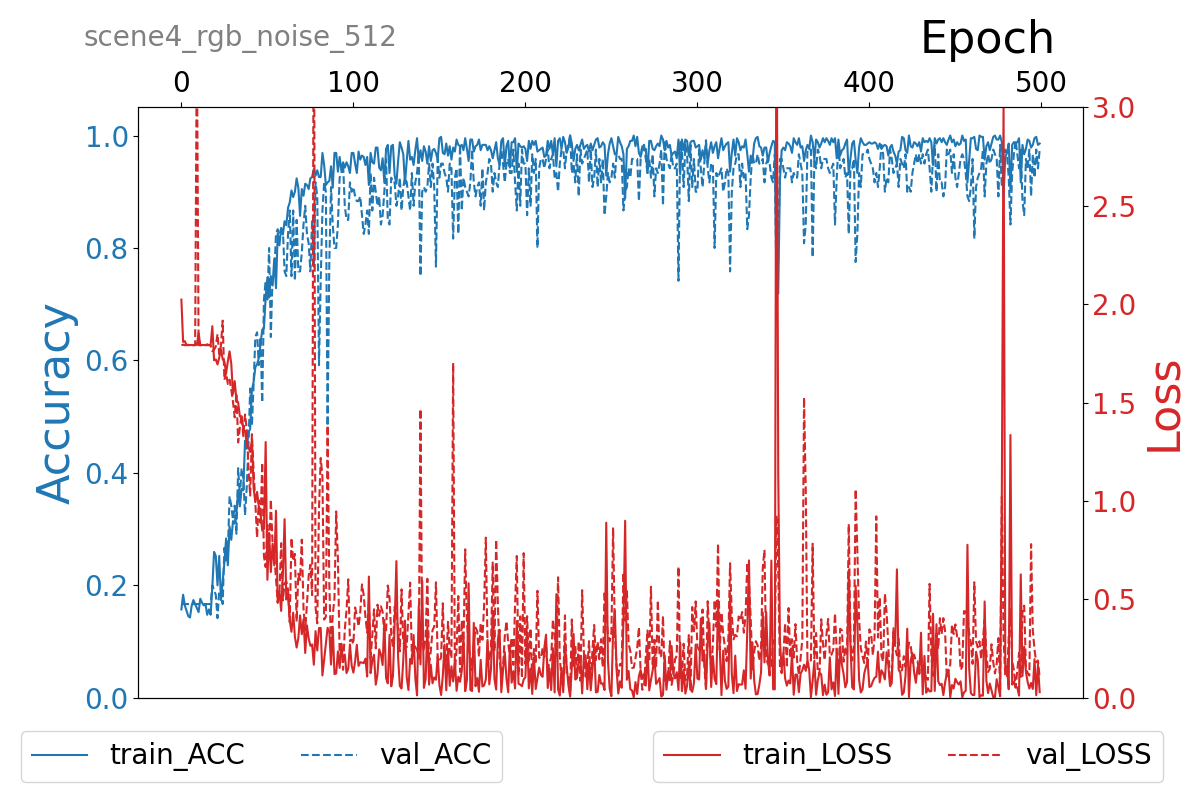 scene4_rgb_noise_512
Epoch
0 100 200 300 400 500
1.0 3.0
0.8 2.5
0.6 2.0
0.4 1.5
0.2 1.0
0.0 0.5
0.0
Accuracy
Loss
train_ACC val_ACC train_LOSS val_LOSS